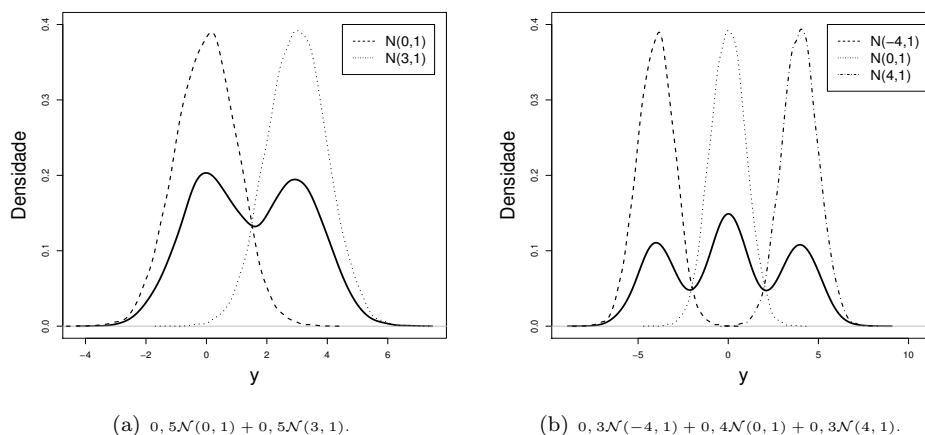 Densidade
0.0
0.1
0.2
0.3
0.4
−4
−2
0
2
4
6
y
N(0,1)
N(3,1)
(a) 0, 5𝒩(0, 1) + 0, 5𝒩(3, 1).
Densidade
0.0
0.1
0.2
0.3
0.4
−5
0
5
10
y
N(−4,1)
N(0,1)
N(4,1)
(b) 0, 3𝒩(−4, 1) + 0, 4𝒩(0, 1) + 0, 3𝒩(4, 1).